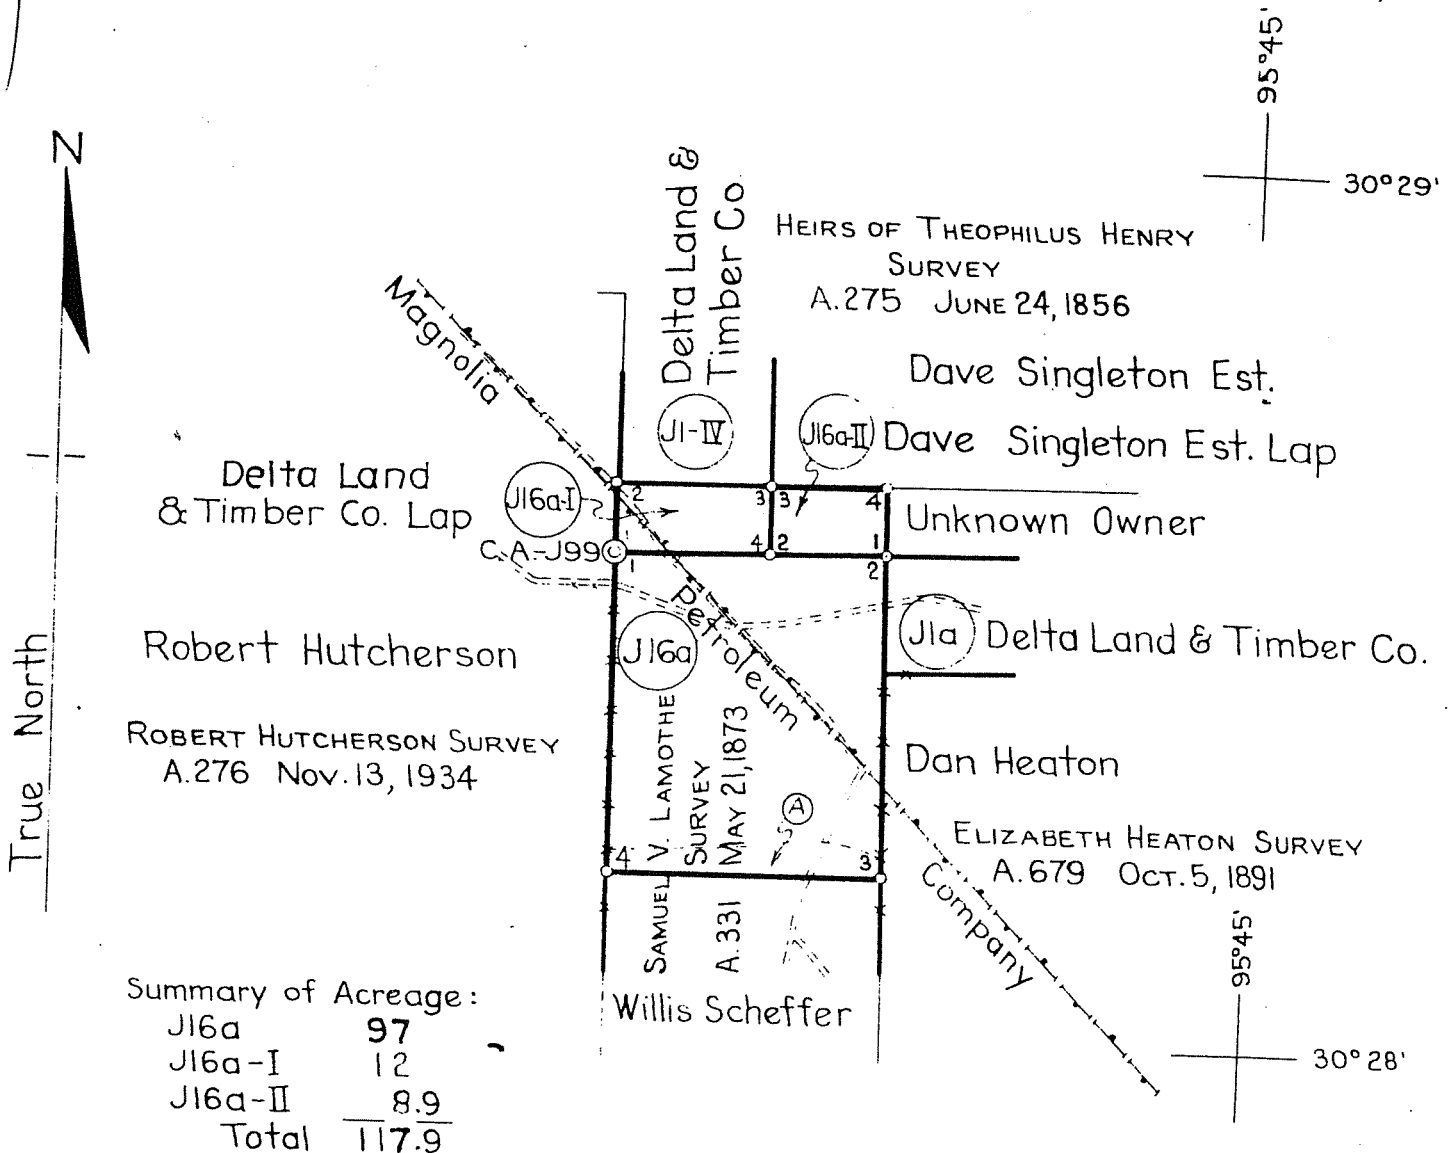 95°45'
N
30°29'
Delta Land &
Timber Co.
HEIRS OF THEOPHILUS HENRY
SURVEY
A.275 JUNE 24, 1856
Magnolia
Dave Singleton Est.
J1-IV
J16a-II
Dave Singleton Est. Lap
Delta Land
& Timber Co. Lap
J16a-I
2
3
3
4
Unknown Owner
C.A.-J99
1
4
2
1
2
Petroleum
Robert Hutcherson
J16a
J1a
Delta Land & Timber Co.
True North
ROBERT HUTCHERSON SURVEY
A.276 NOV. 13, 1934
SAMUEL V. LAMOTHE
SURVEY
A.331 MAY 21, 1873
Dan Heaton
A
ELIZABETH HEATON SURVEY
A.679 OCT. 5, 1891
4
3
Company
95°45'
Willis Scheffer
30°28'
Summary of Acreage:
J16a 97
J16a-I 12
J16a-II 8.9
Total 117.9